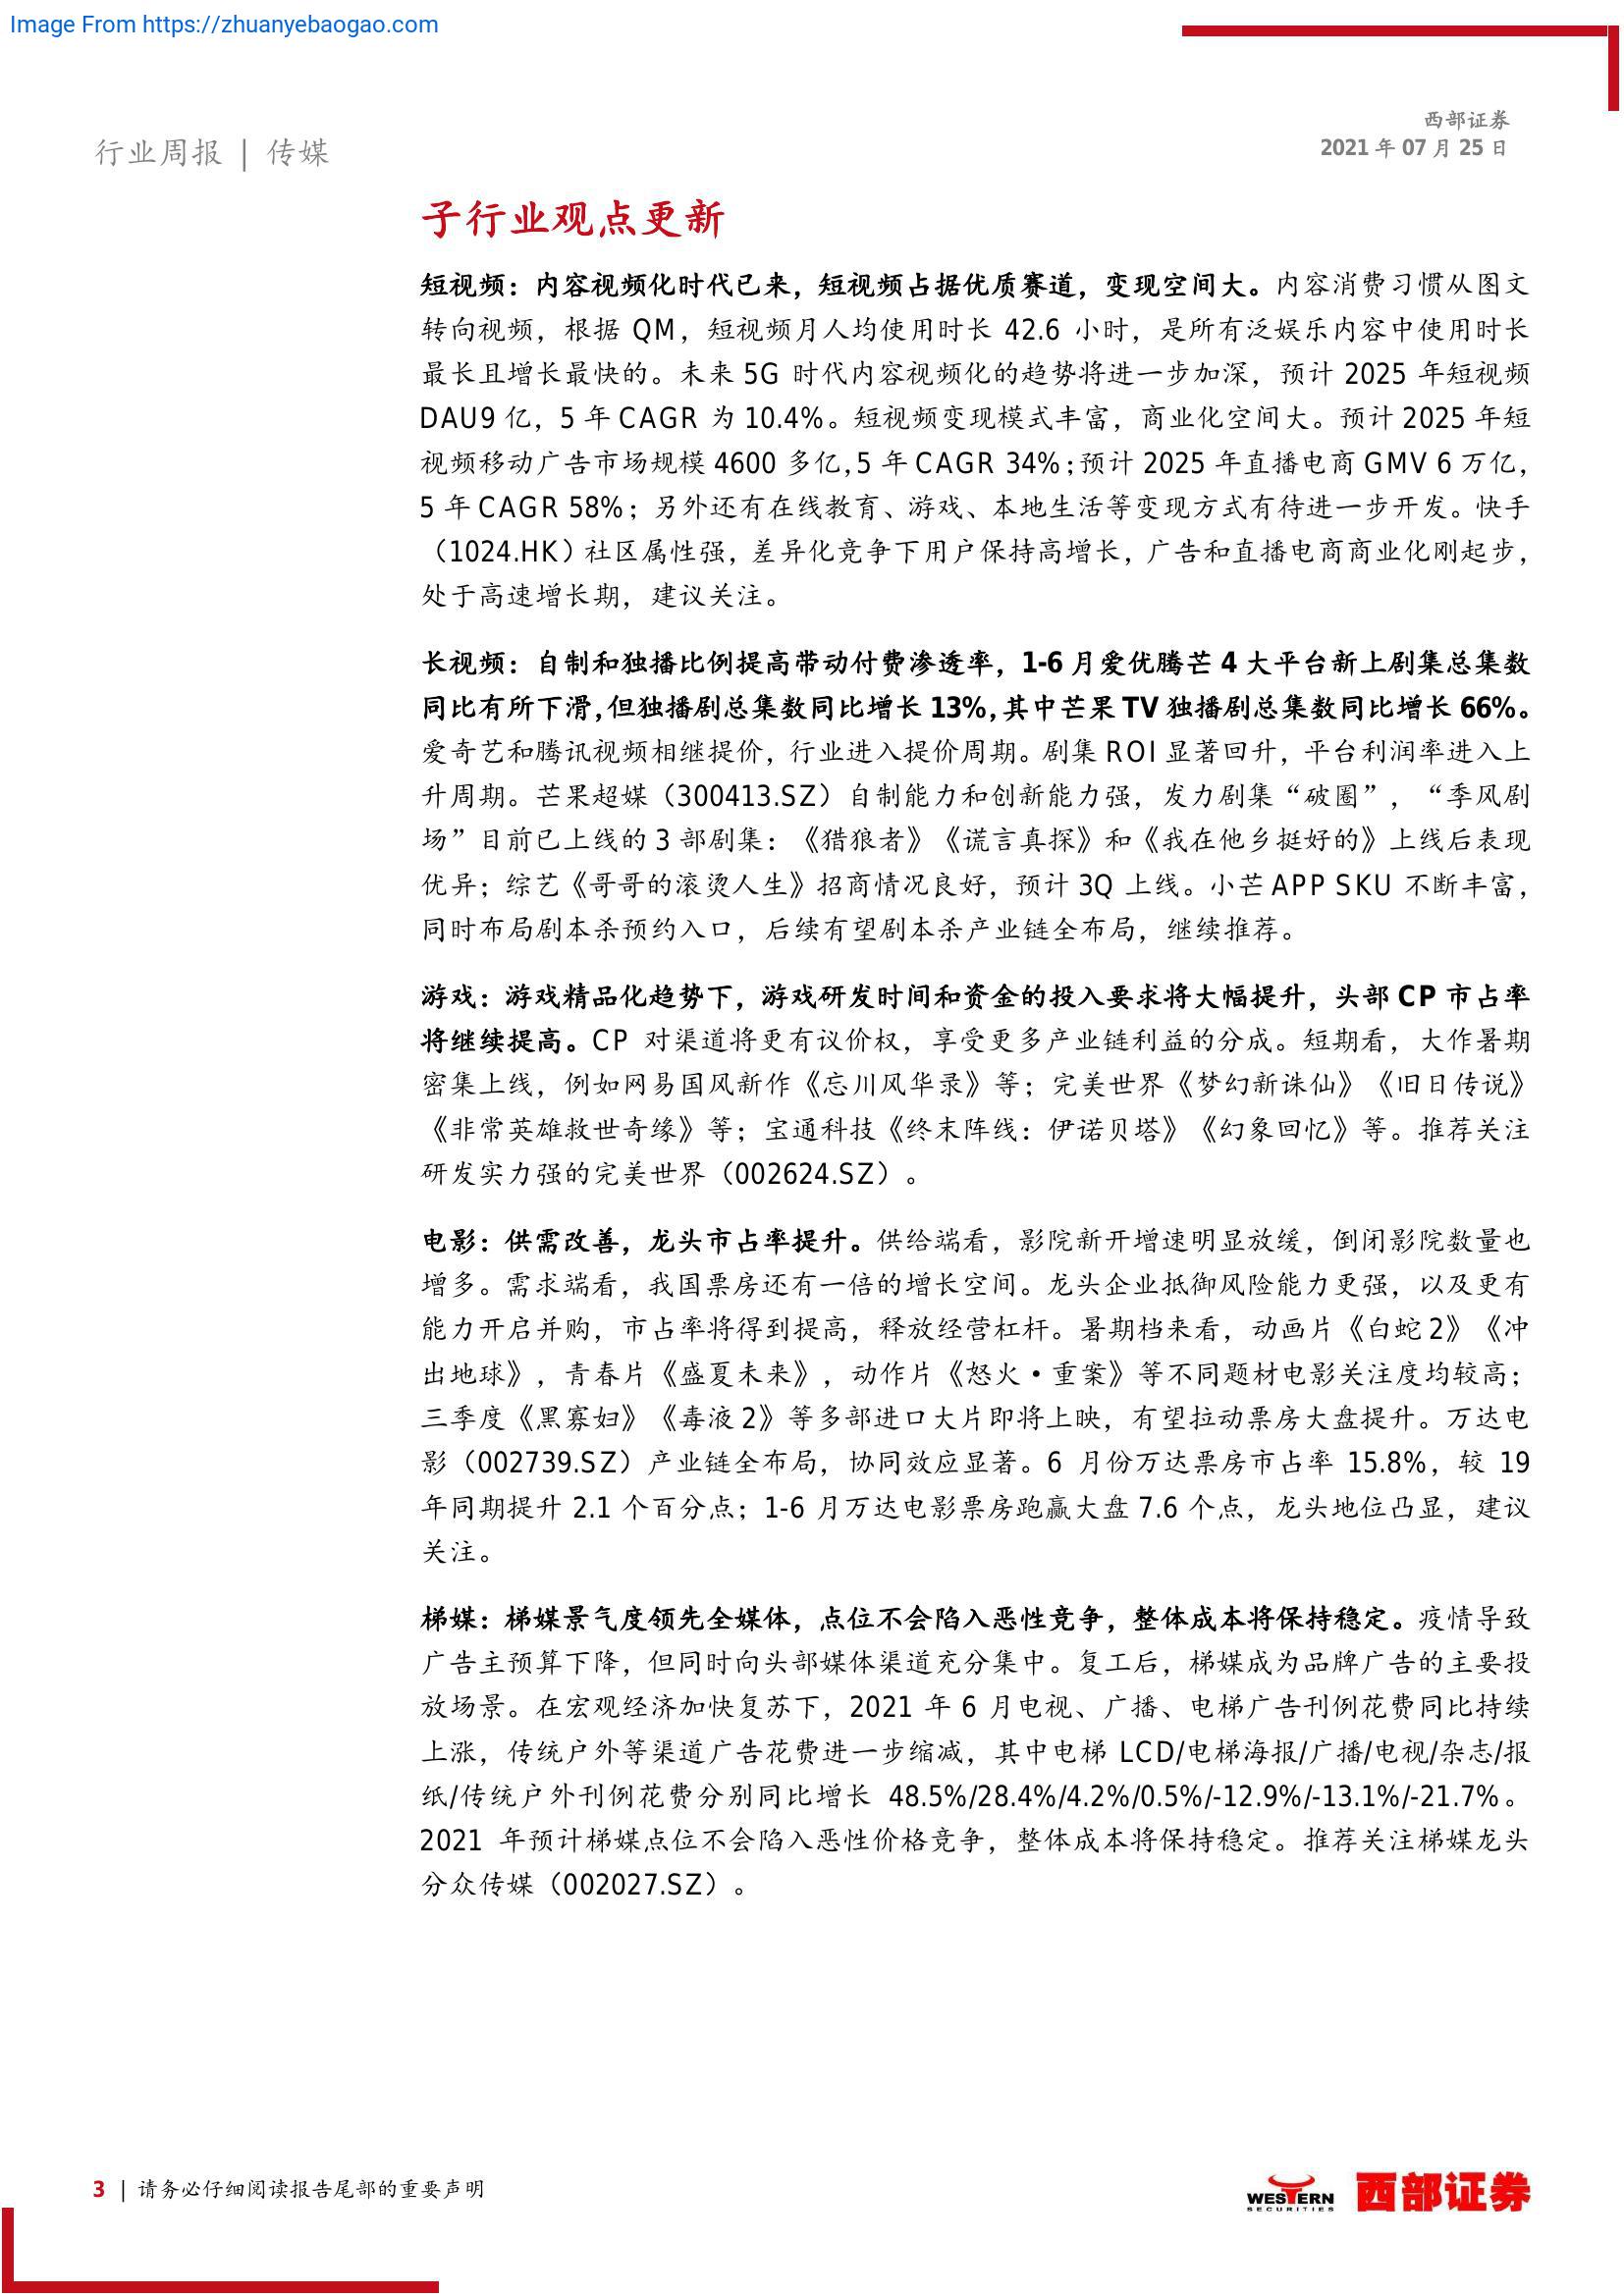 Image From https://zhuanyebaogao.com
西部证券
2021 年 07 月 25 日
行业周报 | 传媒
子行业观点更新
短视频：内容视频化时代已来，短视频占据优质赛道，变现空间大。内容消费习惯从图文
转向视频，根据 QM，短视频月人均使用时长 42.6 小时，是所有泛娱乐内容中使用时长
最长且增长最快的。未来 5G 时代内容视频化的趋势将进一步加深，预计 2025 年短视频
DAU9 亿，5 年 CAGR 为 10.4%。短视频变现模式丰富，商业化空间大。预计 2025 年短
视频移动广告市场规模 4600 多亿，5 年 CAGR 34%；预计 2025 年直播电商 GMV 6 万亿，
5 年 CAGR 58%；另外还有在线教育、游戏、本地生活等变现方式有待进一步开发。快手
（1024.HK）社区属性强，差异化竞争下用户保持高增长，广告和直播电商商业化刚起步，
处于高速增长期，建议关注。
长视频：自制和独播比例提高带动付费渗透率，1-6 月爱优腾芒 4 大平台新上剧集总集数
同比有所下滑，但独播剧总集数同比增长 13%，其中芒果 TV 独播剧总集数同比增长 66%。
爱奇艺和腾讯视频相继提价，行业进入提价周期。剧集 ROI 显著回升，平台利润率进入上
升周期。芒果超媒（300413.SZ）自制能力和创新能力强，发力剧集“破圈”，“季风剧
场”目前已上线的 3 部剧集：《猎狼者》《谎言真探》和《我在他乡挺好的》上线后表现
优异；综艺《哥哥的滚烫人生》招商情况良好，预计 3Q 上线。小芒 APP SKU 不断丰富，
同时布局剧本杀预约入口，后续有望剧本杀产业链全布局，继续推荐。
游戏：游戏精品化趋势下，游戏研发时间和资金的投入要求将大幅提升，头部 CP 市占率
将继续提高。CP 对渠道将更有议价权，享受更多产业链利益的分成。短期看，大作暑期
密集上线，例如网易国风新作《忘川风华录》等；完美世界《梦幻新诛仙》《旧日传说》
《非常英雄救世奇缘》等；宝通科技《终末阵线：伊诺贝塔》《幻象回忆》等。推荐关注
研发实力强的完美世界（002624.SZ）。
电影：供需改善，龙头市占率提升。供给端看，影院新开增速明显放缓，倒闭影院数量也
增多。需求端看，我国票房还有一倍的增长空间。龙头企业抵御风险能力更强，以及更有
能力开启并购，市占率将得到提高，释放经营杠杆。暑期档来看，动画片《白蛇 2》《冲
出地球》，青春片《盛夏未来》，动作片《怒火•重案》等不同题材电影关注度均较高；
三季度《黑寡妇》《毒液 2》等多部进口大片即将上映，有望拉动票房大盘提升。万达电
影（002739.SZ）产业链全布局，协同效应显著。6 月份万达票房市占率 15.8%，较 19
年同期提升 2.1 个百分点；1-6 月万达电影票房跑赢大盘 7.6 个点，龙头地位凸显，建议
关注。
梯媒：梯媒景气度领先全媒体，点位不会陷入恶性竞争，整体成本将保持稳定。疫情导致
广告主预算下降，但同时向头部媒体渠道充分集中。复工后，梯媒成为品牌广告的主要投
放场景。在宏观经济加快复苏下，2021 年 6 月电视、广播、电梯广告刊例花费同比持续
上涨，传统户外等渠道广告花费进一步缩减，其中电梯 LCD/电梯海报/广播/电视/杂志/报
纸/传统户外刊例花费分别同比增长 48.5%/28.4%/4.2%/0.5%/-12.9%/-13.1%/-21.7%。
2021 年预计梯媒点位不会陷入恶性价格竞争，整体成本将保持稳定。推荐关注梯媒龙头
分众传媒（002027.SZ）。
3 | 请务必仔细阅读报告尾部的重要声明
WESTERN
SECURITIES
西部证券